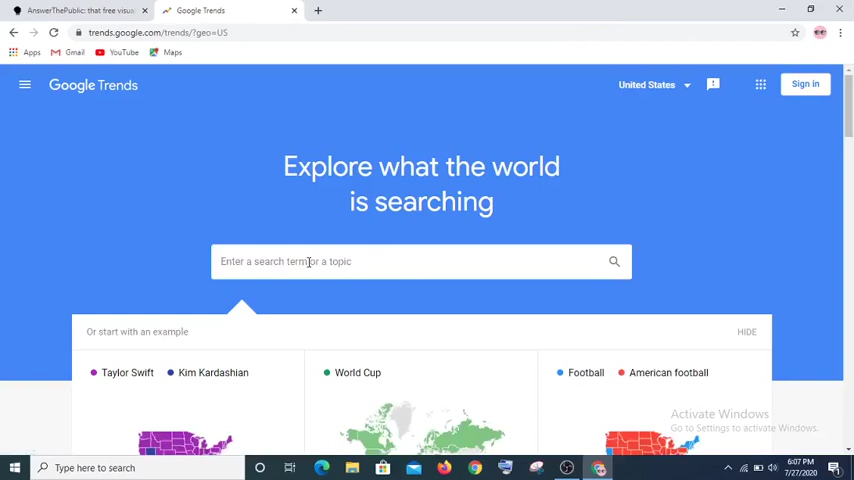 AnswerThePublic: that free visua
Google Trends
trends.google.com/trends/?geo=US
Apps Gmail YouTube Maps
Google Trends
United States
Sign in
Explore what the world
is searching
Enter a search term or a topic
Or start with an example
HIDE
Taylor Swift Kim Kardashian
World Cup
Football American football
Activate Windows
Go to Settings to activate Windows.
Type here to search
6:07 PM
7/27/2020